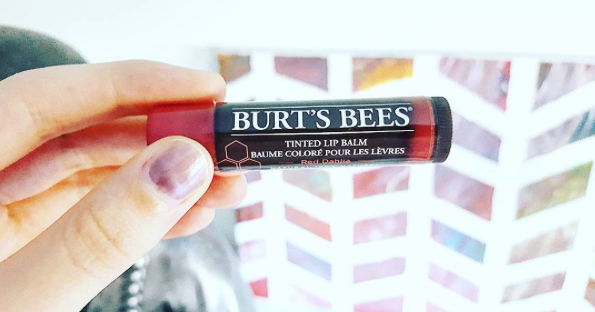 BURT'S BEES®
TINTED LIP BALM
BAUME COLORÉ POUR LES LÈVRES
Red Dahlia